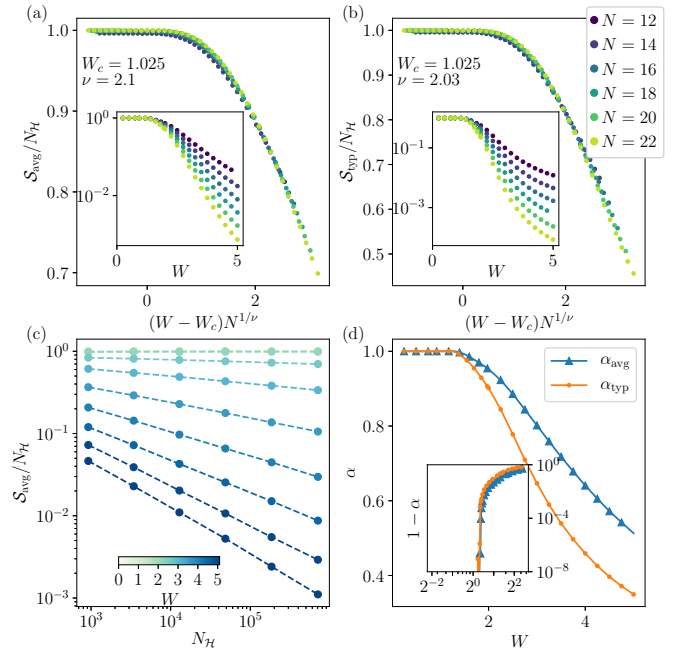 (a)
W_c = 1.025
ν = 2.1
S_avg/N_H
1.0
0.9
0.8
0.7
0
2
(W − W_c)N^{1/ν}
10^0
10^{−2}
0
5
W
(b)
W_c = 1.025
ν = 2.03
S_typ/N_H
1.0
0.9
0.8
0.7
0.6
0.5
0
2
(W − W_c)N^{1/ν}
10^{−1}
10^{−3}
0
5
W
N = 12
N = 14
N = 16
N = 18
N = 20
N = 22
(c)
S_avg/N_H
10^0
10^{−1}
10^{−2}
10^{−3}
10^3
10^4
10^5
N_H
0 1 2 3 4 5
W
(d)
α
1.0
0.8
0.6
0.4
2
4
W
α_avg
α_typ
1 − α
10^0
10^{−4}
10^{−8}
2^{−2}
2^0
2^2